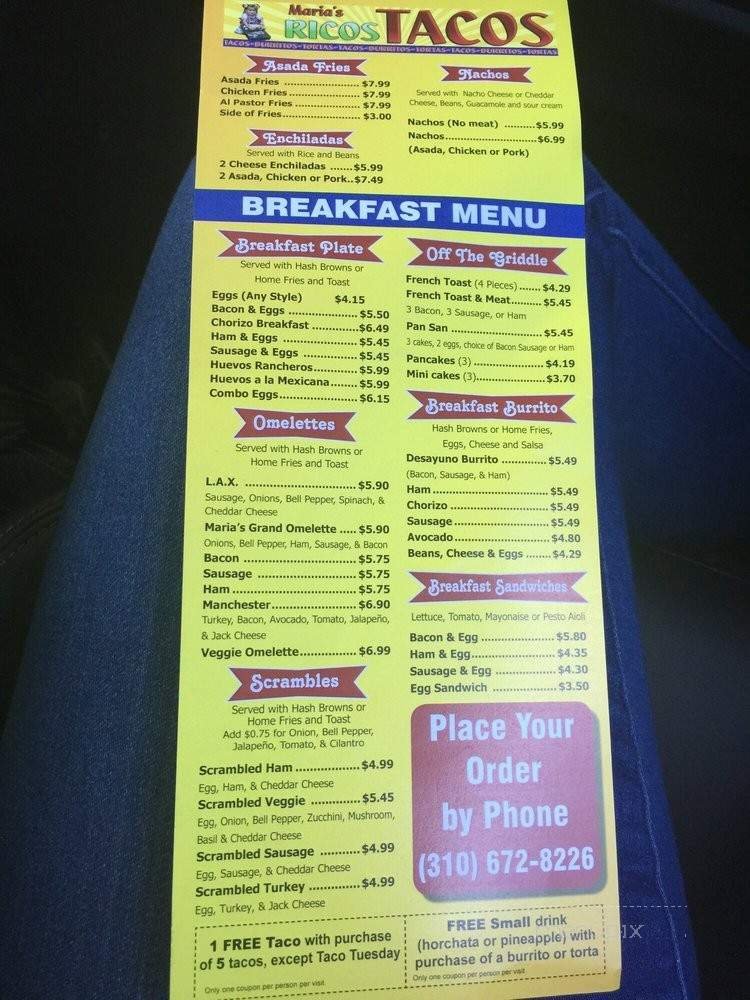 Maria's
RICOS TACOS
TACOS-BURRITOS-TORTAS-TACOS-BURRITOS-TORTAS-TACOS-BURRITOS-TORTAS
Asada Fries
Asada Fries ........................ $7.99
Chicken Fries ...................... $7.99
Al Pastor Fries .................... $7.99
Side of Fries....................... $3.00
Enchiladas
Served with Rice and Beans
2 Cheese Enchiladas .......$5.99
2 Asada, Chicken or Pork..$7.49
Nachos
Served with Nacho Cheese or Cheddar
Cheese, Beans, Guacamole and sour cream
Nachos (No meat) ..........$5.99
Nachos.............................$6.99
(Asada, Chicken or Pork)
BREAKFAST MENU
Breakfast Plate
Served with Hash Browns or
Home Fries and Toast
Eggs (Any Style) $4.15
Bacon & Eggs ..................... $5.50
Chorizo Breakfast .............$6.49
Ham & Eggs ....................... $5.45
Sausage & Eggs ................. $5.45
Huevos Rancheros............. $5.99
Huevos a la Mexicana........ $5.99
Combo Eggs........................ $6.15
Omelettes
Served with Hash Browns or
Home Fries and Toast
L.A.X. ................................. $5.90
Sausage, Onions, Bell Pepper, Spinach, &
Cheddar Cheese
Maria's Grand Omelette ..... $5.90
Onions, Bell Pepper, Ham, Sausage, & Bacon
Bacon ................................. $5.75
Sausage ............................. $5.75
Ham .................................... $5.75
Manchester......................... $6.90
Turkey, Bacon, Avocado, Tomato, Jalapeño,
& Jack Cheese
Veggie Omelette................. $6.99
Scrambles
Served with Hash Browns or
Home Fries and Toast
Add $0.75 for Onion, Bell Pepper,
Jalapeño, Tomato, & Cilantro
Scrambled Ham ...................$4.99
Egg, Ham, & Cheddar Cheese
Scrambled Veggie ...............$5.45
Egg, Onion, Bell Pepper, Zucchini, Mushroom,
Basil & Cheddar Cheese
Scrambled Sausage ............$4.99
Egg, Sausage, & Cheddar Cheese
Scrambled Turkey ...............$4.99
Egg, Turkey, & Jack Cheese
Off The Griddle
French Toast (4 Pieces)....... $4.29
French Toast & Meat.......... $5.45
3 Bacon, 3 Sausage, or Ham
Pan San ............................$5.45
3 cakes, 2 eggs, choice of Bacon Sausage or Ham
Pancakes (3) ......................$4.19
Mini cakes (3).....................$3.70
Breakfast Burrito
Hash Browns or Home Fries,
Eggs, Cheese and Salsa
Desayuno Burrito ..............$5.49
(Bacon, Sausage, & Ham)
Ham ................................... $5.49
Chorizo .............................. $5.49
Sausage.............................. $5.49
Avocado.............................. $4.80
Beans, Cheese & Eggs ........$4.29
Breakfast Sandwiches
Lettuce, Tomato, Mayonaise or Pesto Aioli
Bacon & Egg ...................... $5.80
Ham & Egg......................... $4.35
Sausage & Egg .................. $4.30
Egg Sandwich ................... $3.50
Place Your
Order
by Phone
(310) 672-8226
1 FREE Taco with purchase
of 5 tacos, except Taco Tuesday
Only one coupon per person per visit
FREE Small drink
(horchata or pineapple) with
purchase of a burrito or torta
Only one coupon per person per visit